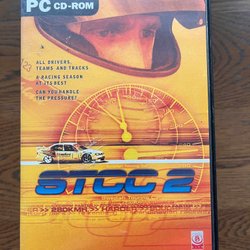 PC CD-ROM
ALL DRIVERS,
TEAMS AND TRACKS
A RACING SEASON
AT ITS BEST
CAN YOU HANDLE
THE PRESSURE?
STCC 2
280KMH